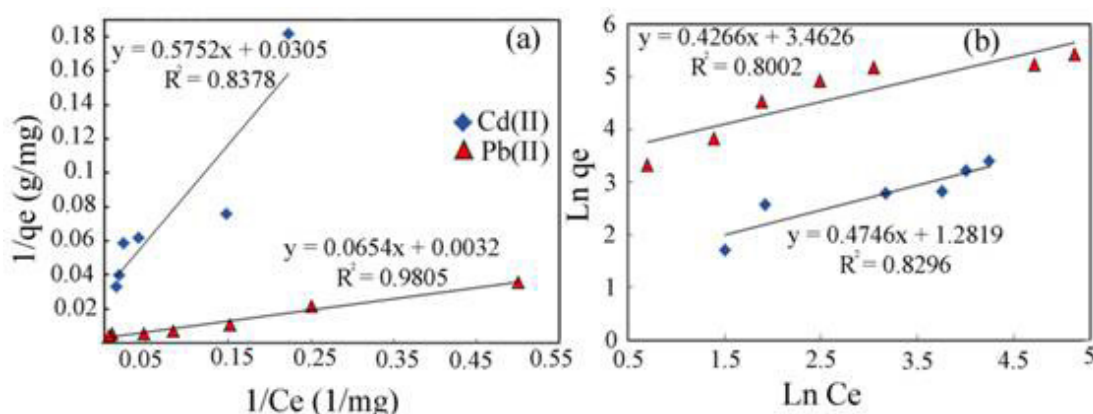 (a)
y = 0.5752x + 0.0305
R² = 0.8378
Cd(II)
Pb(II)
y = 0.0654x + 0.0032
R² = 0.9805
1/qe (g/mg)
0.18
0.16
0.14
0.12
0.1
0.08
0.06
0.04
0.02
0.05
0.15
0.25
0.35
0.45
0.55
1/Ce (1/mg)
(b)
y = 0.4266x + 3.4626
R² = 0.8002
y = 0.4746x + 1.2819
R² = 0.8296
Ln qe
6
5
4
3
2
1
0
0.5
1.5
2.5
3.5
4.5
5
Ln Ce